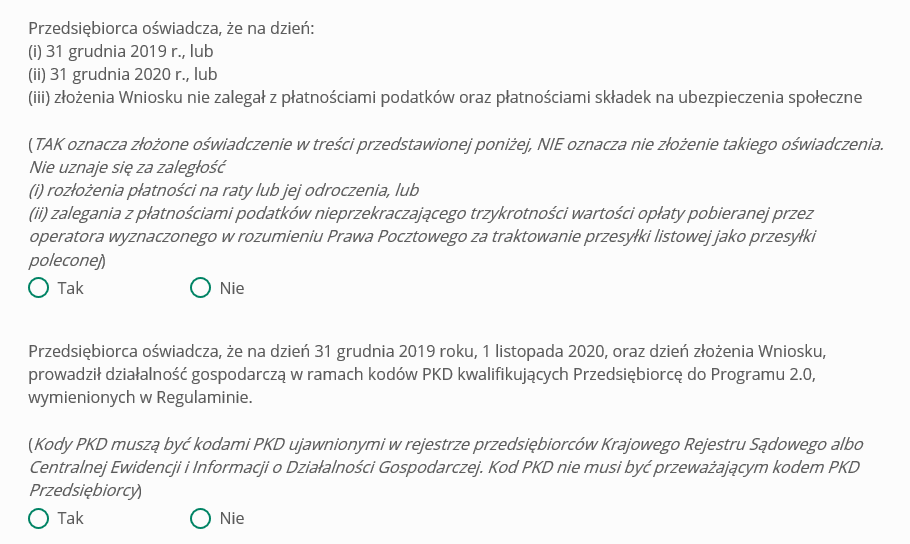 Przedsiębiorca oświadcza, że na dzień:
(i) 31 grudnia 2019 r., lub
(ii) 31 grudnia 2020 r., lub
(iii) złożenia Wniosku nie zalegał z płatnościami podatków oraz płatnościami składek na ubezpieczenia społeczne
(TAK oznacza złożone oświadczenie w treści przedstawionej poniżej, NIE oznacza nie złożenie takiego oświadczenia.
Nie uznaje się za zaległość
(i) rozłożenia płatności na raty lub jej odroczenia, lub
(ii) zalegania z płatnościami podatków nieprzekraczającego trzykrotności wartości opłaty pobieranej przez
operatora wyznaczonego w rozumieniu Prawa Pocztowego za traktowanie przesyłki listowej jako przesyłki
poleconej)
Tak Nie
Przedsiębiorca oświadcza, że na dzień 31 grudnia 2019 roku, 1 listopada 2020, oraz dzień złożenia Wniosku,
prowadził działalność gospodarczą w ramach kodów PKD kwalifikujących Przedsiębiorcę do Programu 2.0,
wymienionych w Regulaminie.
(Kody PKD muszą być kodami PKD ujawnionymi w rejestrze przedsiębiorców Krajowego Rejestru Sądowego albo
Centralnej Ewidencji i Informacji o Działalności Gospodarczej. Kod PKD nie musi być przeważającym kodem PKD
Przedsiębiorcy)
Tak Nie